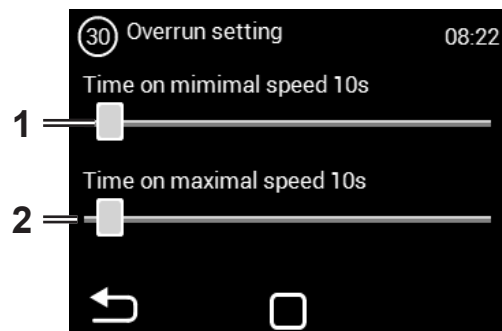 30 Overrun setting 08:22
Time on mimimal speed 10s
1
Time on maximal speed 10s
2